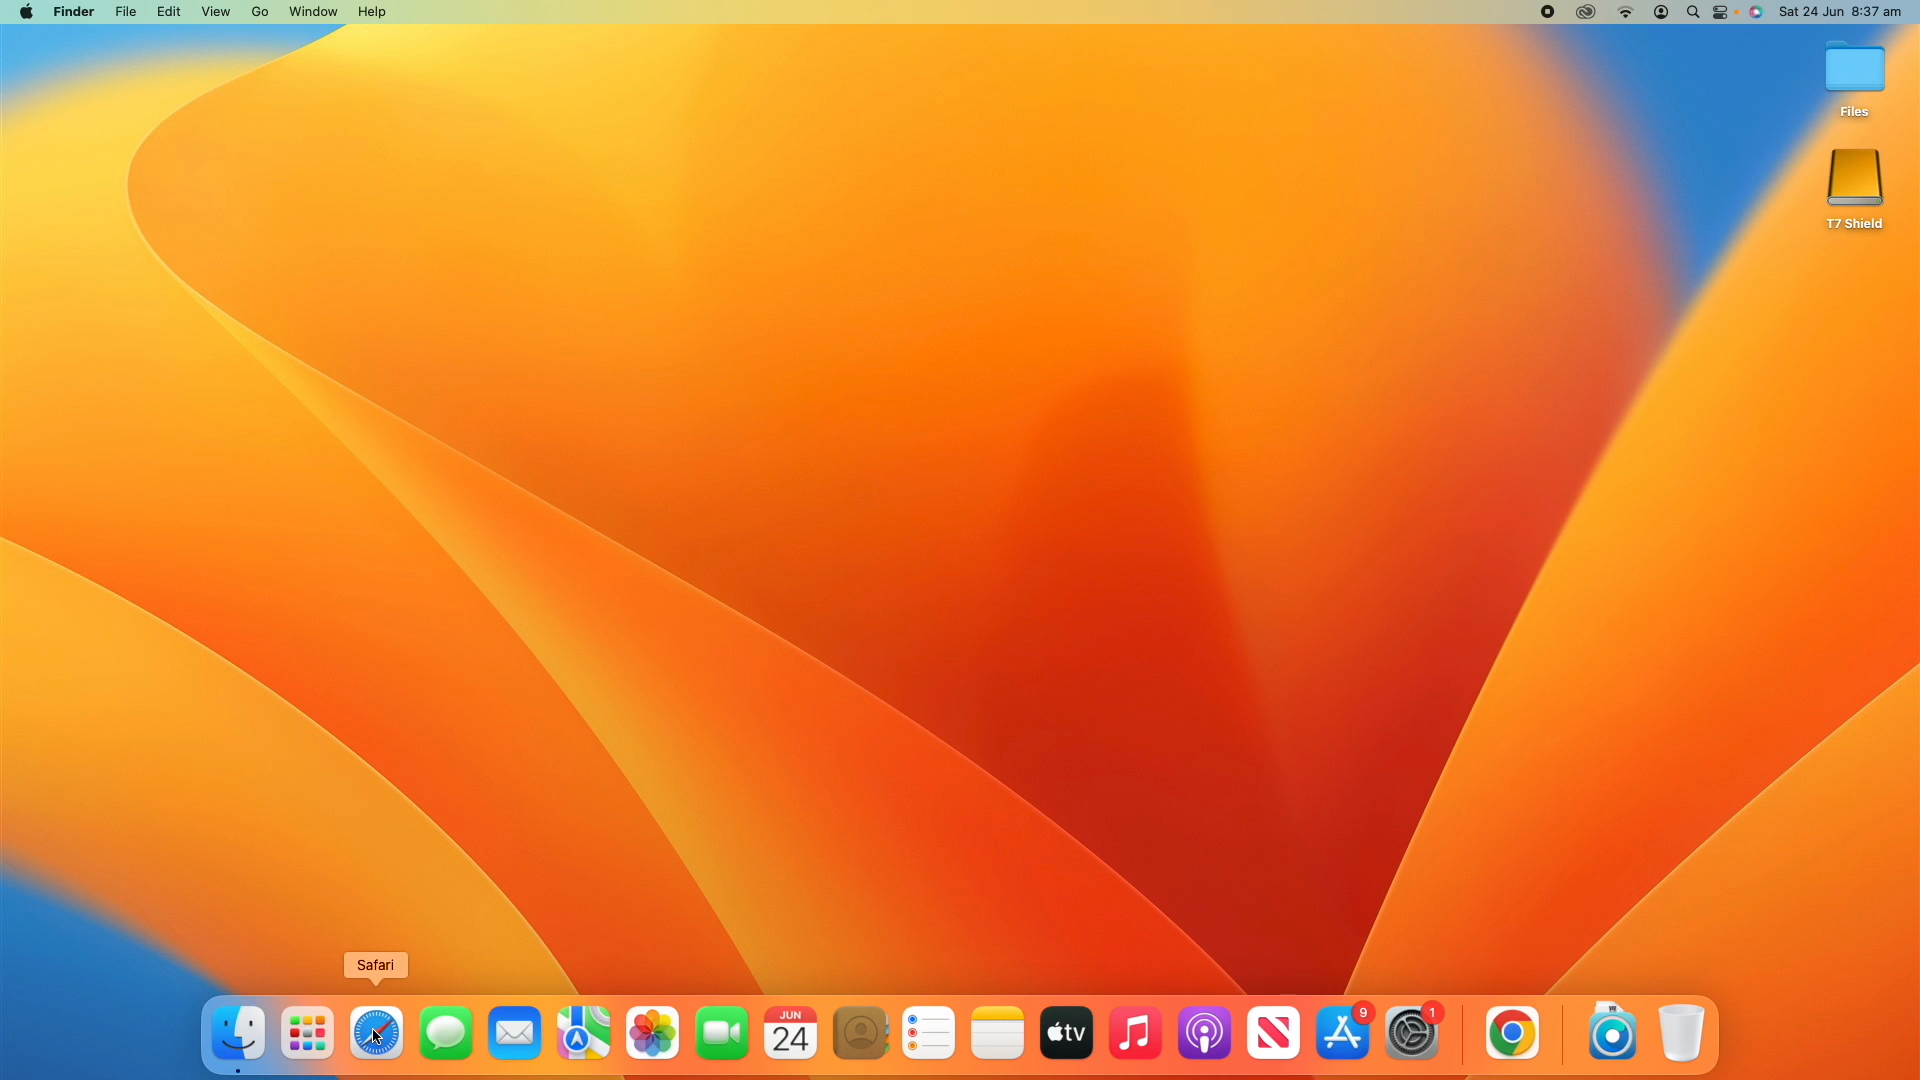 Finder File Edit View Go Window Help Sat 24 Jun 8:37 am
Files
T7 Shield
Safari
JUN
24
tv
9
1